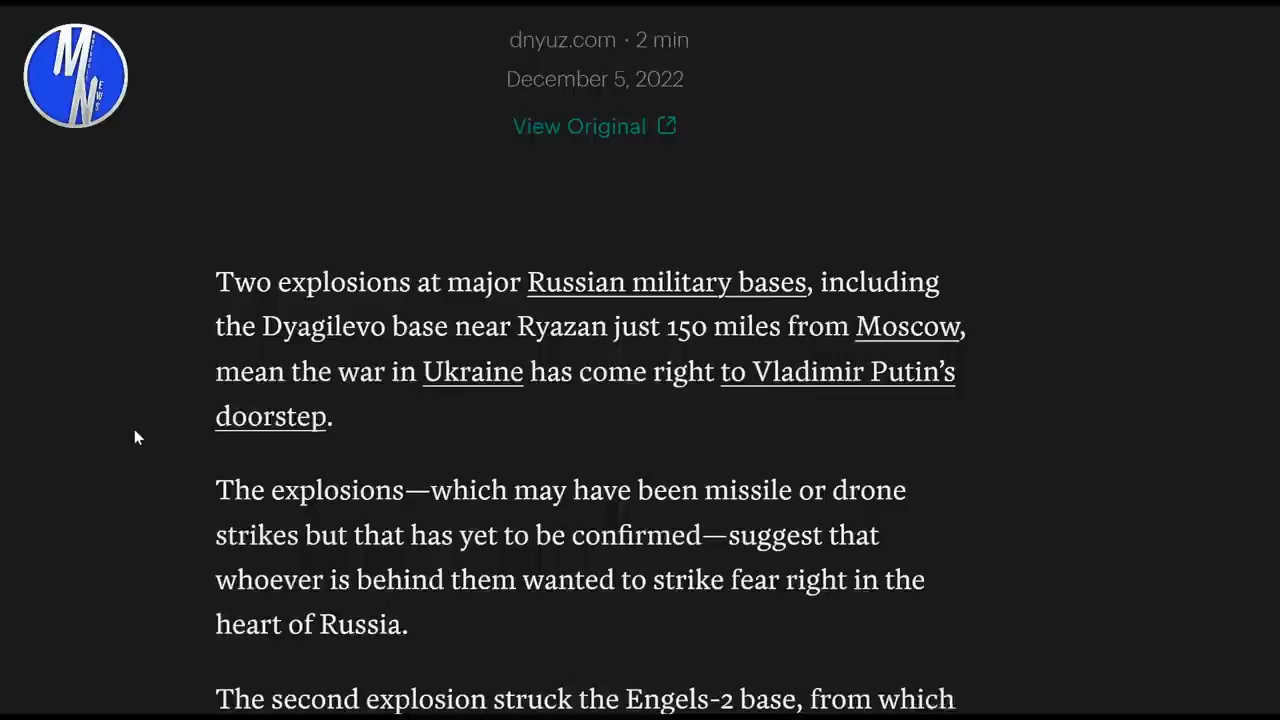 MN
dnyuz.com · 2 min
December 5, 2022
View Original
Two explosions at major Russian military bases, including
the Dyagilevo base near Ryazan just 150 miles from Moscow,
mean the war in Ukraine has come right to Vladimir Putin’s
doorstep.
The explosions—which may have been missile or drone
strikes but that has yet to be confirmed—suggest that
whoever is behind them wanted to strike fear right in the
heart of Russia.
The second explosion struck the Engels-2 base, from which